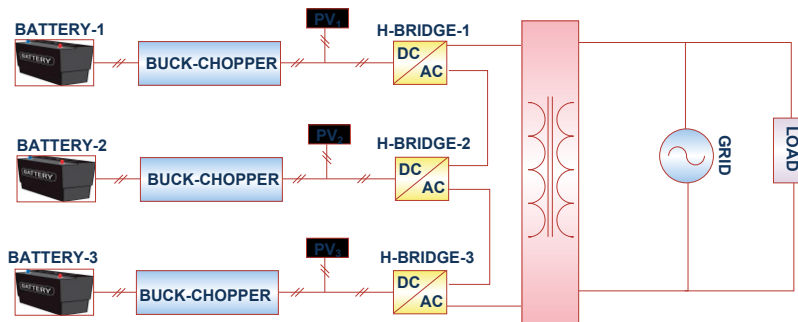 BATTERY-1
BATTERY
BUCK-CHOPPER
PV1
H-BRIDGE-1
DC
AC
BATTERY-2
BATTERY
BUCK-CHOPPER
PV2
H-BRIDGE-2
DC
AC
BATTERY-3
BATTERY
BUCK-CHOPPER
PV3
H-BRIDGE-3
DC
AC
GRID
LOAD